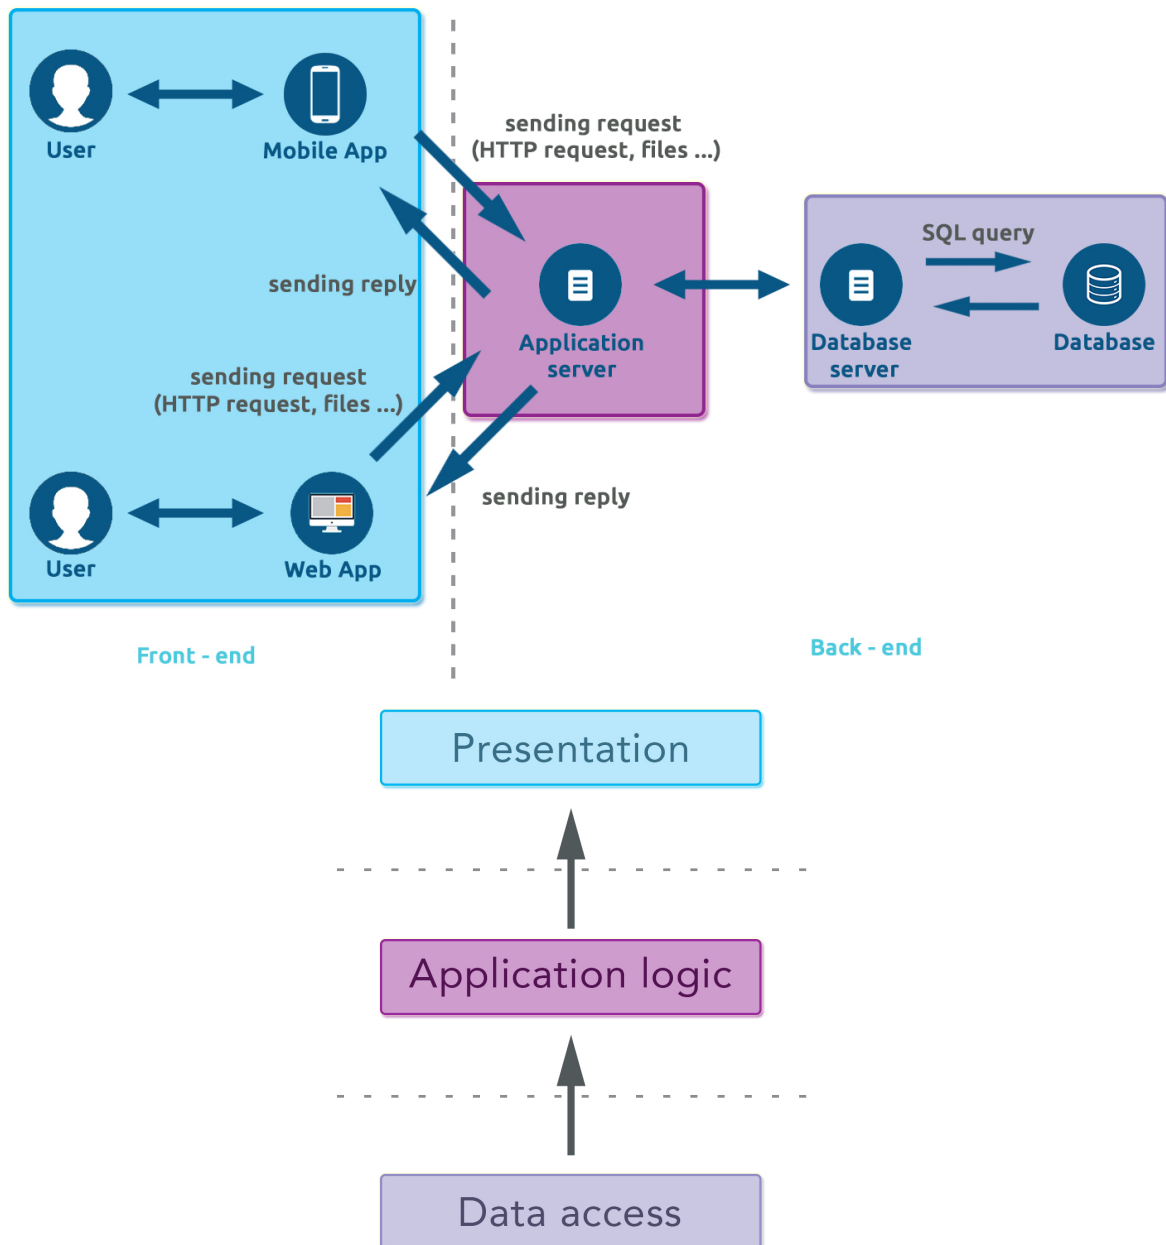 User
Mobile App
sending request
(HTTP request, files ...)
sending reply
Application
server
SQL query
Database
server
Database
sending request
(HTTP request, files ...)
sending reply
User
Web App
Front - end
Back - end
Presentation
Application logic
Data access